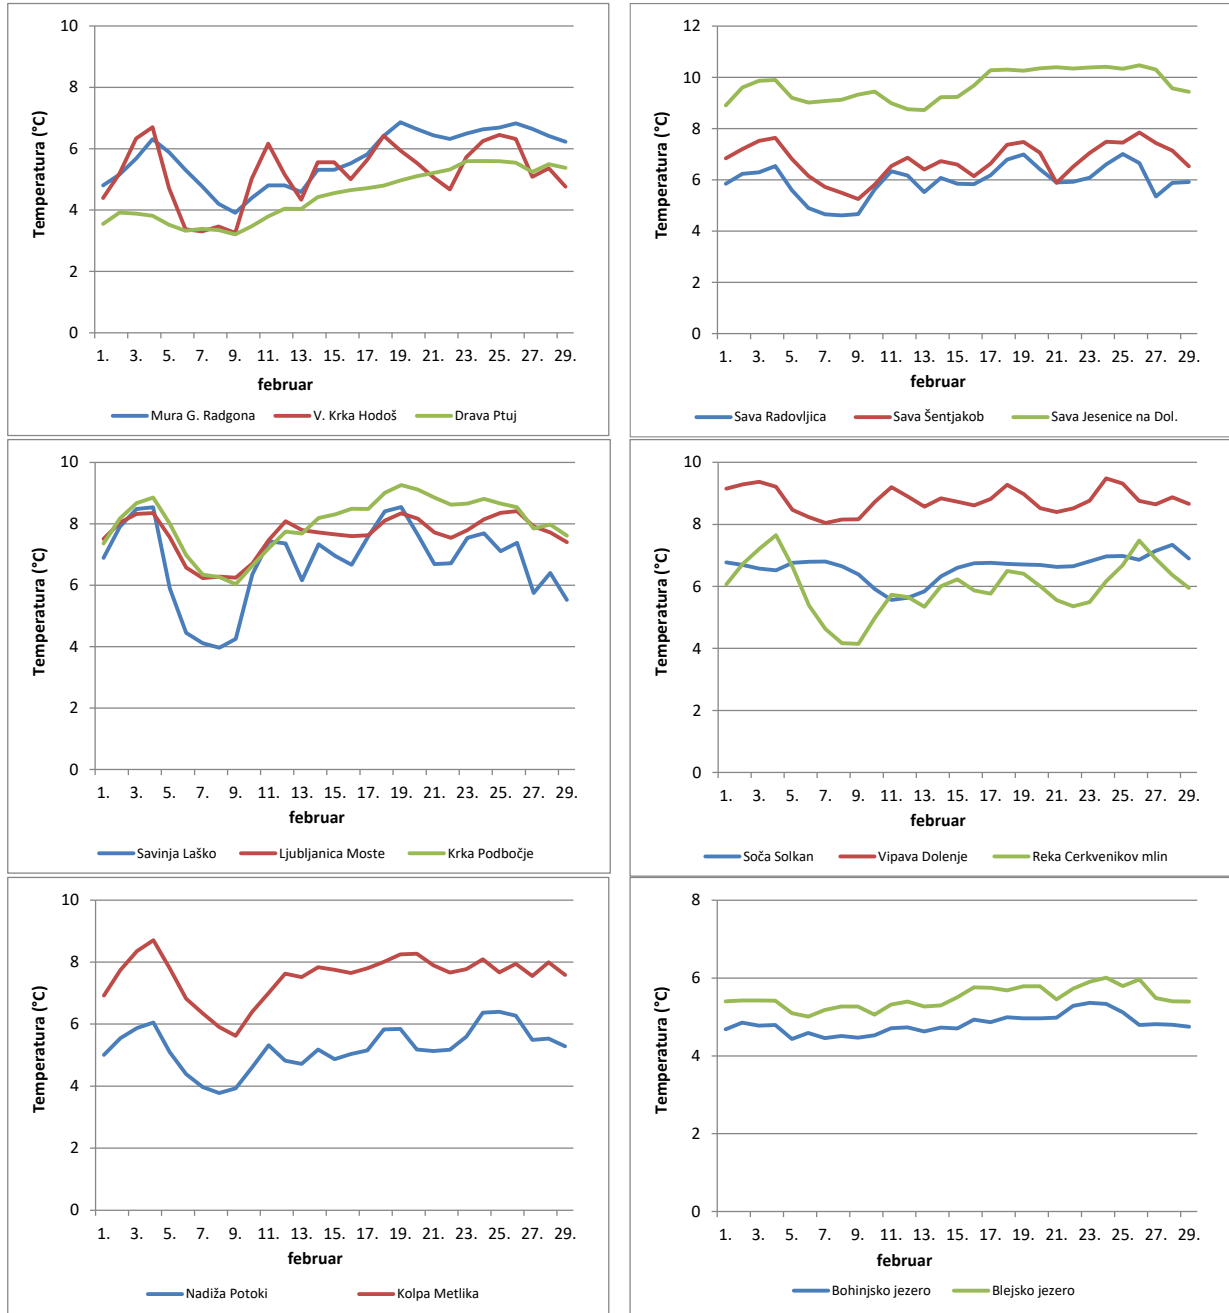 10
8
6
4
2
0
Temperatura (°C)
1. 3. 5. 7. 9. 11. 13. 15. 17. 19. 21. 23. 25. 27. 29.
februar
Mura G. Radgona V. Krka Hodoš Drava Ptuj
12
10
8
6
4
2
0
Temperatura (°C)
1. 3. 5. 7. 9. 11. 13. 15. 17. 19. 21. 23. 25. 27. 29.
februar
Sava Radovljica Sava Šentjakob Sava Jesenice na Dol.
10
8
6
4
2
0
Temperatura (°C)
1. 3. 5. 7. 9. 11. 13. 15. 17. 19. 21. 23. 25. 27. 29.
februar
Savinja Laško Ljubljanica Moste Krka Podbočje
10
8
6
4
2
0
Temperatura (°C)
1. 3. 5. 7. 9. 11. 13. 15. 17. 19. 21. 23. 25. 27. 29.
februar
Soča Solkan Vipava Dolenje Reka Cerkvenikov mlin
10
8
6
4
2
0
Temperatura (°C)
1. 3. 5. 7. 9. 11. 13. 15. 17. 19. 21. 23. 25. 27. 29.
februar
Nadiža Potoki Kolpa Metlika
8
6
4
2
0
Temperatura (°C)
1. 3. 5. 7. 9. 11. 13. 15. 17. 19. 21. 23. 25. 27. 29.
februar
Bohinjsko jezero Blejsko jezero